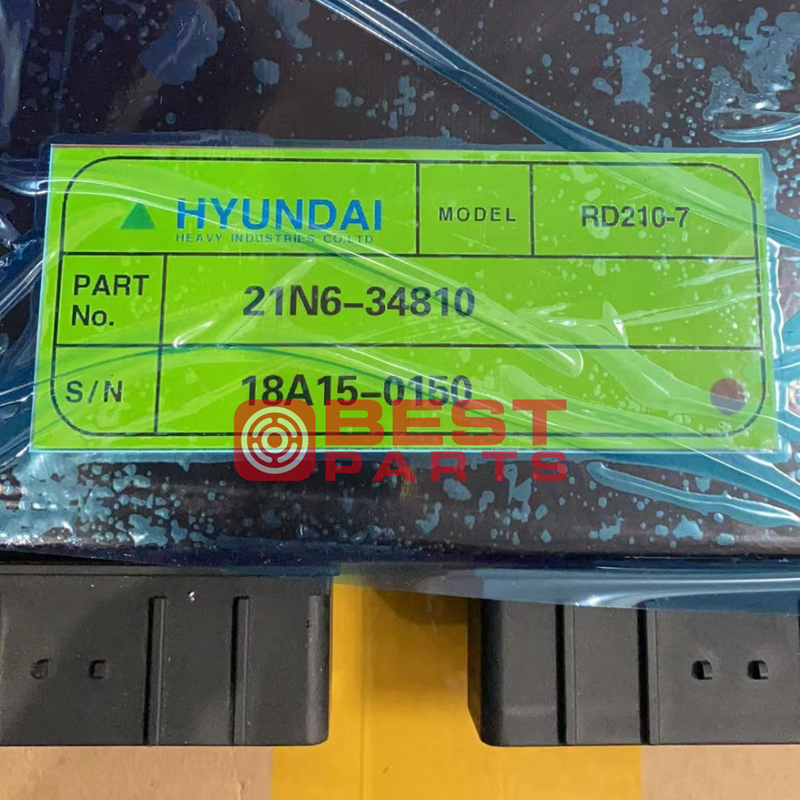 HYUNDAI
HEAVY INDUSTRIES CO.LTD
MODEL
RD210-7
PART No.
21N6-34810
S/N
18A15-0150
BEST
PARTS